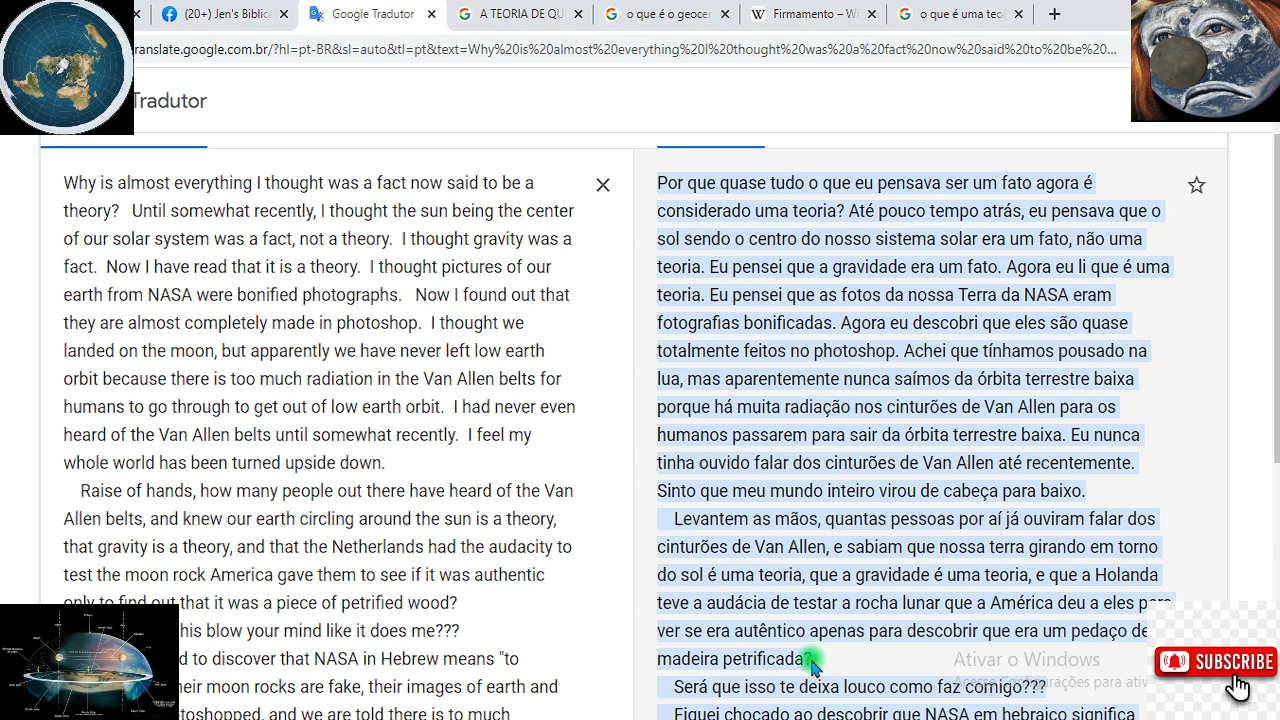 (20+) Jen's Biblica
Google Tradutor
A TEORIA DE QU
o que é o geocer
Firmamento – Wi
o que é uma teo
translate.google.com.br/?hl=pt-BR&sl=auto&tl=pt&text=Why%20is%20almost%20everything%20I%20thought%20was%20a%20fact%20now%20said%20to%20be%20...
Tradutor
Why is almost everything I thought was a fact now said to be a
theory? Until somewhat recently, I thought the sun being the center
of our solar system was a fact, not a theory. I thought gravity was a
fact. Now I have read that it is a theory. I thought pictures of our
earth from NASA were bonified photographs. Now I found out that
they are almost completely made in photoshop. I thought we
landed on the moon, but apparently we have never left low earth
orbit because there is too much radiation in the Van Allen belts for
humans to go through to get out of low earth orbit. I had never even
heard of the Van Allen belts until somewhat recently. I feel my
whole world has been turned upside down.
Raise of hands, how many people out there have heard of the Van
Allen belts, and knew our earth circling around the sun is a theory,
that gravity is a theory, and that the Netherlands had the audacity to
test the moon rock America gave them to see if it was authentic
only to find out that it was a piece of petrified wood?
this blow your mind like it does me???
d to discover that NASA in Hebrew means "to
heir moon rocks are fake, their images of earth and
otoshopped, and we are told there is to much
Por que quase tudo o que eu pensava ser um fato agora é
considerado uma teoria? Até pouco tempo atrás, eu pensava que o
sol sendo o centro do nosso sistema solar era um fato, não uma
teoria. Eu pensei que a gravidade era um fato. Agora eu li que é uma
teoria. Eu pensei que as fotos da nossa Terra da NASA eram
fotografias bonificadas. Agora eu descobri que eles são quase
totalmente feitos no photoshop. Achei que tínhamos pousado na
lua, mas aparentemente nunca saímos da órbita terrestre baixa
porque há muita radiação nos cinturões de Van Allen para os
humanos passarem para sair da órbita terrestre baixa. Eu nunca
tinha ouvido falar dos cinturões de Van Allen até recentemente.
Sinto que meu mundo inteiro virou de cabeça para baixo.
Levantem as mãos, quantas pessoas por aí já ouviram falar dos
cinturões de Van Allen, e sabiam que nossa terra girando em torno
do sol é uma teoria, que a gravidade é uma teoria, e que a Holanda
teve a audácia de testar a rocha lunar que a América deu a eles para
ver se era autêntico apenas para descobrir que era um pedaço de
madeira petrificada?
Será que isso te deixa louco como faz comigo???
Fiquei chocado ao descobrir que NASA em hebraico significa
o Windows
configurações para ativ
SUBSCRIBE